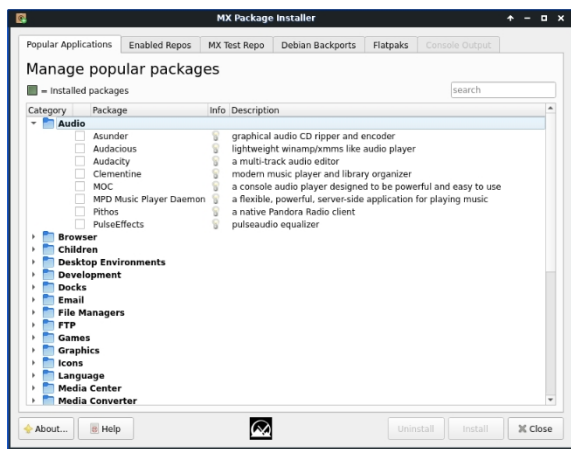 MX Package Installer
Popular Applications Enabled Repos MX Test Repo Debian Backports Flatpaks Console Output
Manage popular packages
= Installed packages search
Category Package Info Description
Audio
Asunder graphical audio CD ripper and encoder
Audacious lightweight winamp/xmms like audio player
Audacity a multi-track audio editor
Clementine modern music player and library organizer
MOC a console audio player designed to be powerful and easy to use
MPD Music Player Daemon a flexible, powerful, server-side application for playing music
Pithos a native Pandora Radio client
PulseEffects pulseaudio equalizer
Browser
Children
Desktop Environments
Development
Docks
Email
File Managers
FTP
Games
Graphics
Icons
Language
Media Center
Media Converter
About... Help Uninstall Install Close